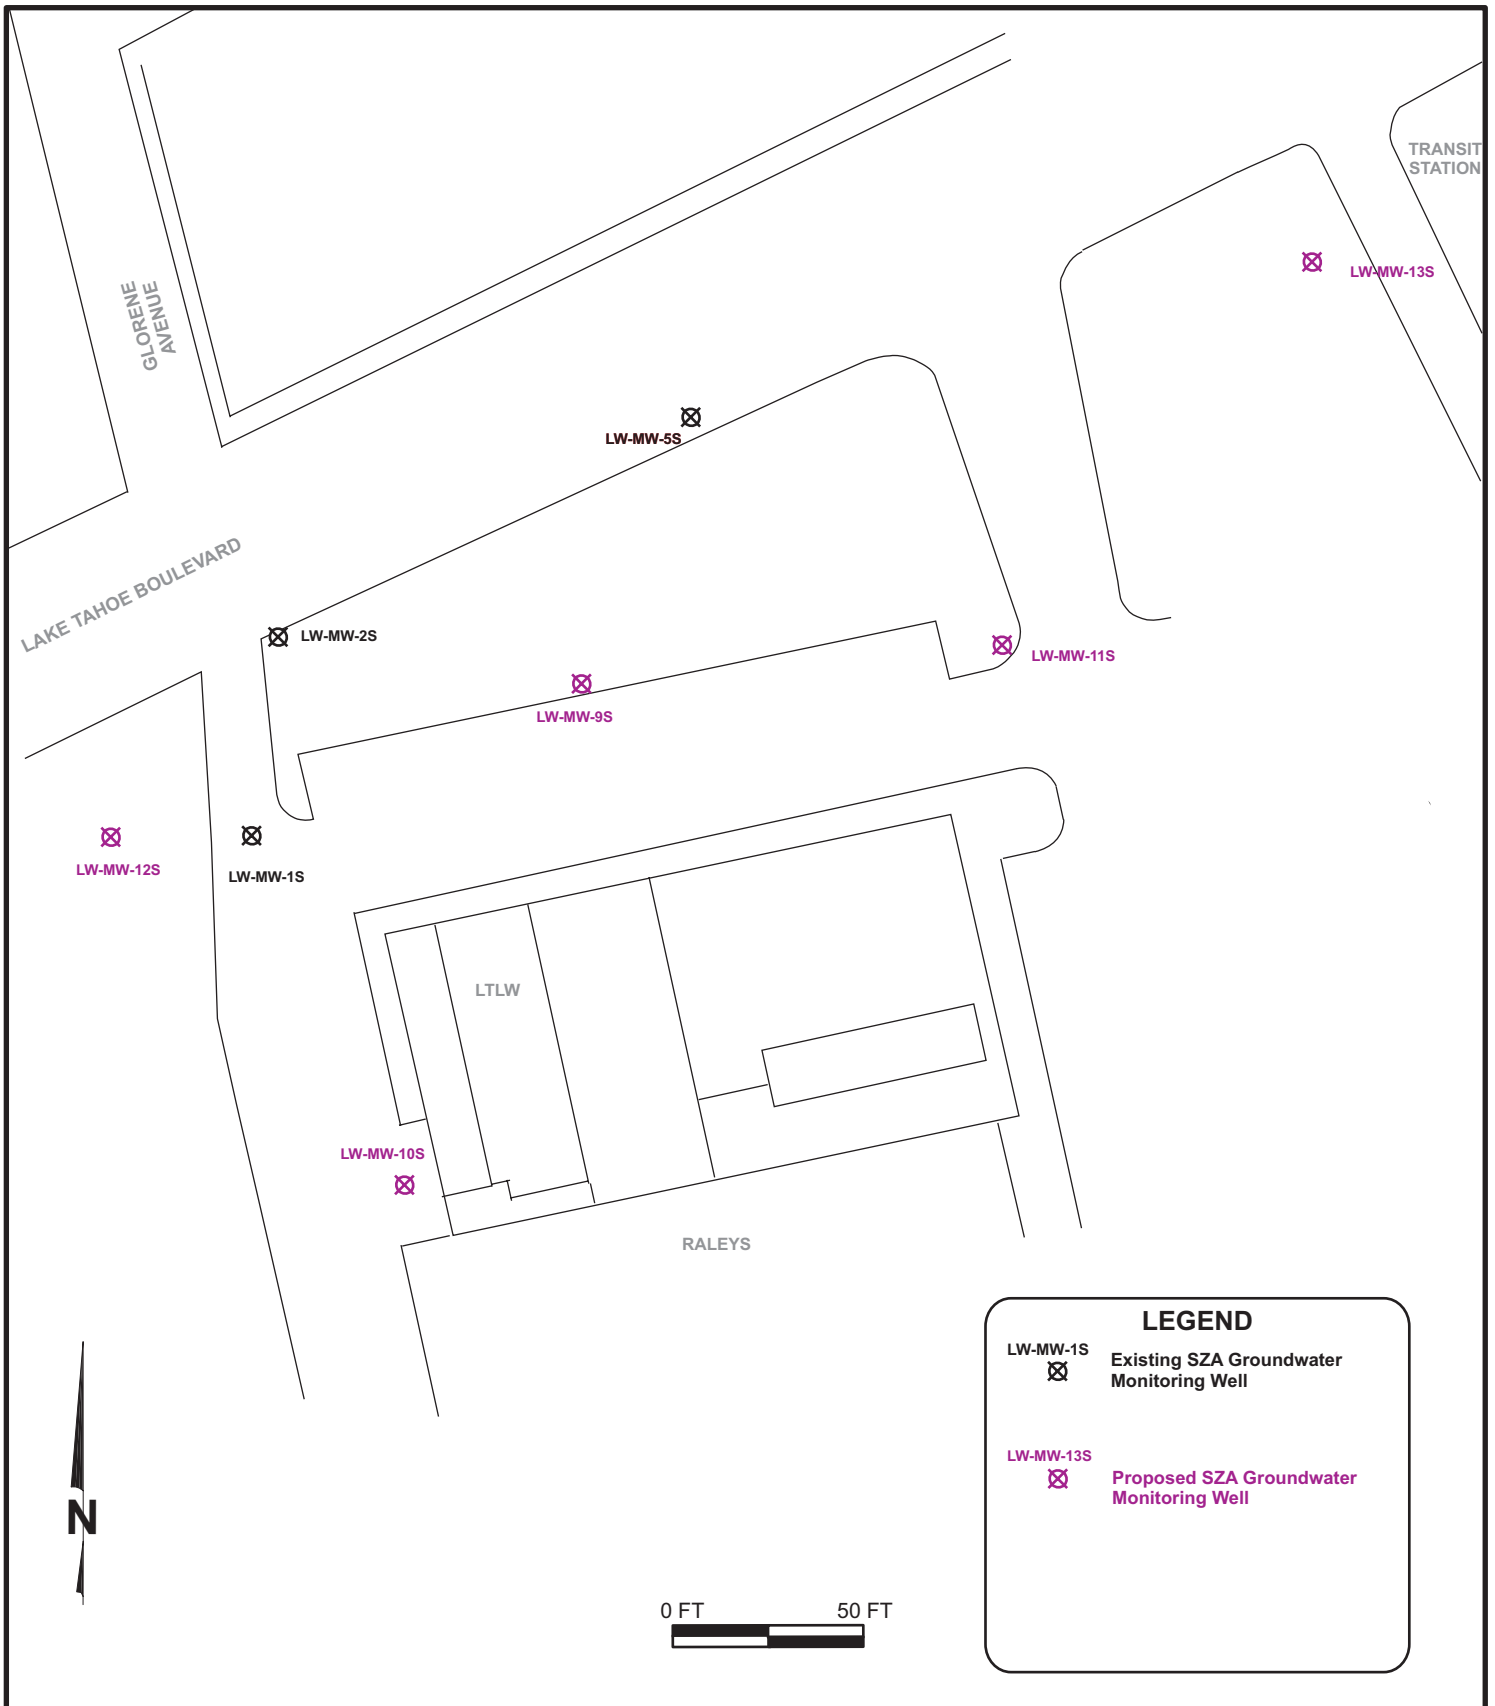 TRANSIT
STATION
LW-MW-13S
GLORENE
AVENUE
LW-MW-5S
LAKE TAHOE BOULEVARD
LW-MW-2S
LW-MW-11S
LW-MW-9S
LW-MW-12S
LW-MW-1S
LTLW
LW-MW-10S
RALEYS
N
0 FT 50 FT
LEGEND
LW-MW-1S
Existing SZA Groundwater
Monitoring Well
LW-MW-13S
Proposed SZA Groundwater
Monitoring Well